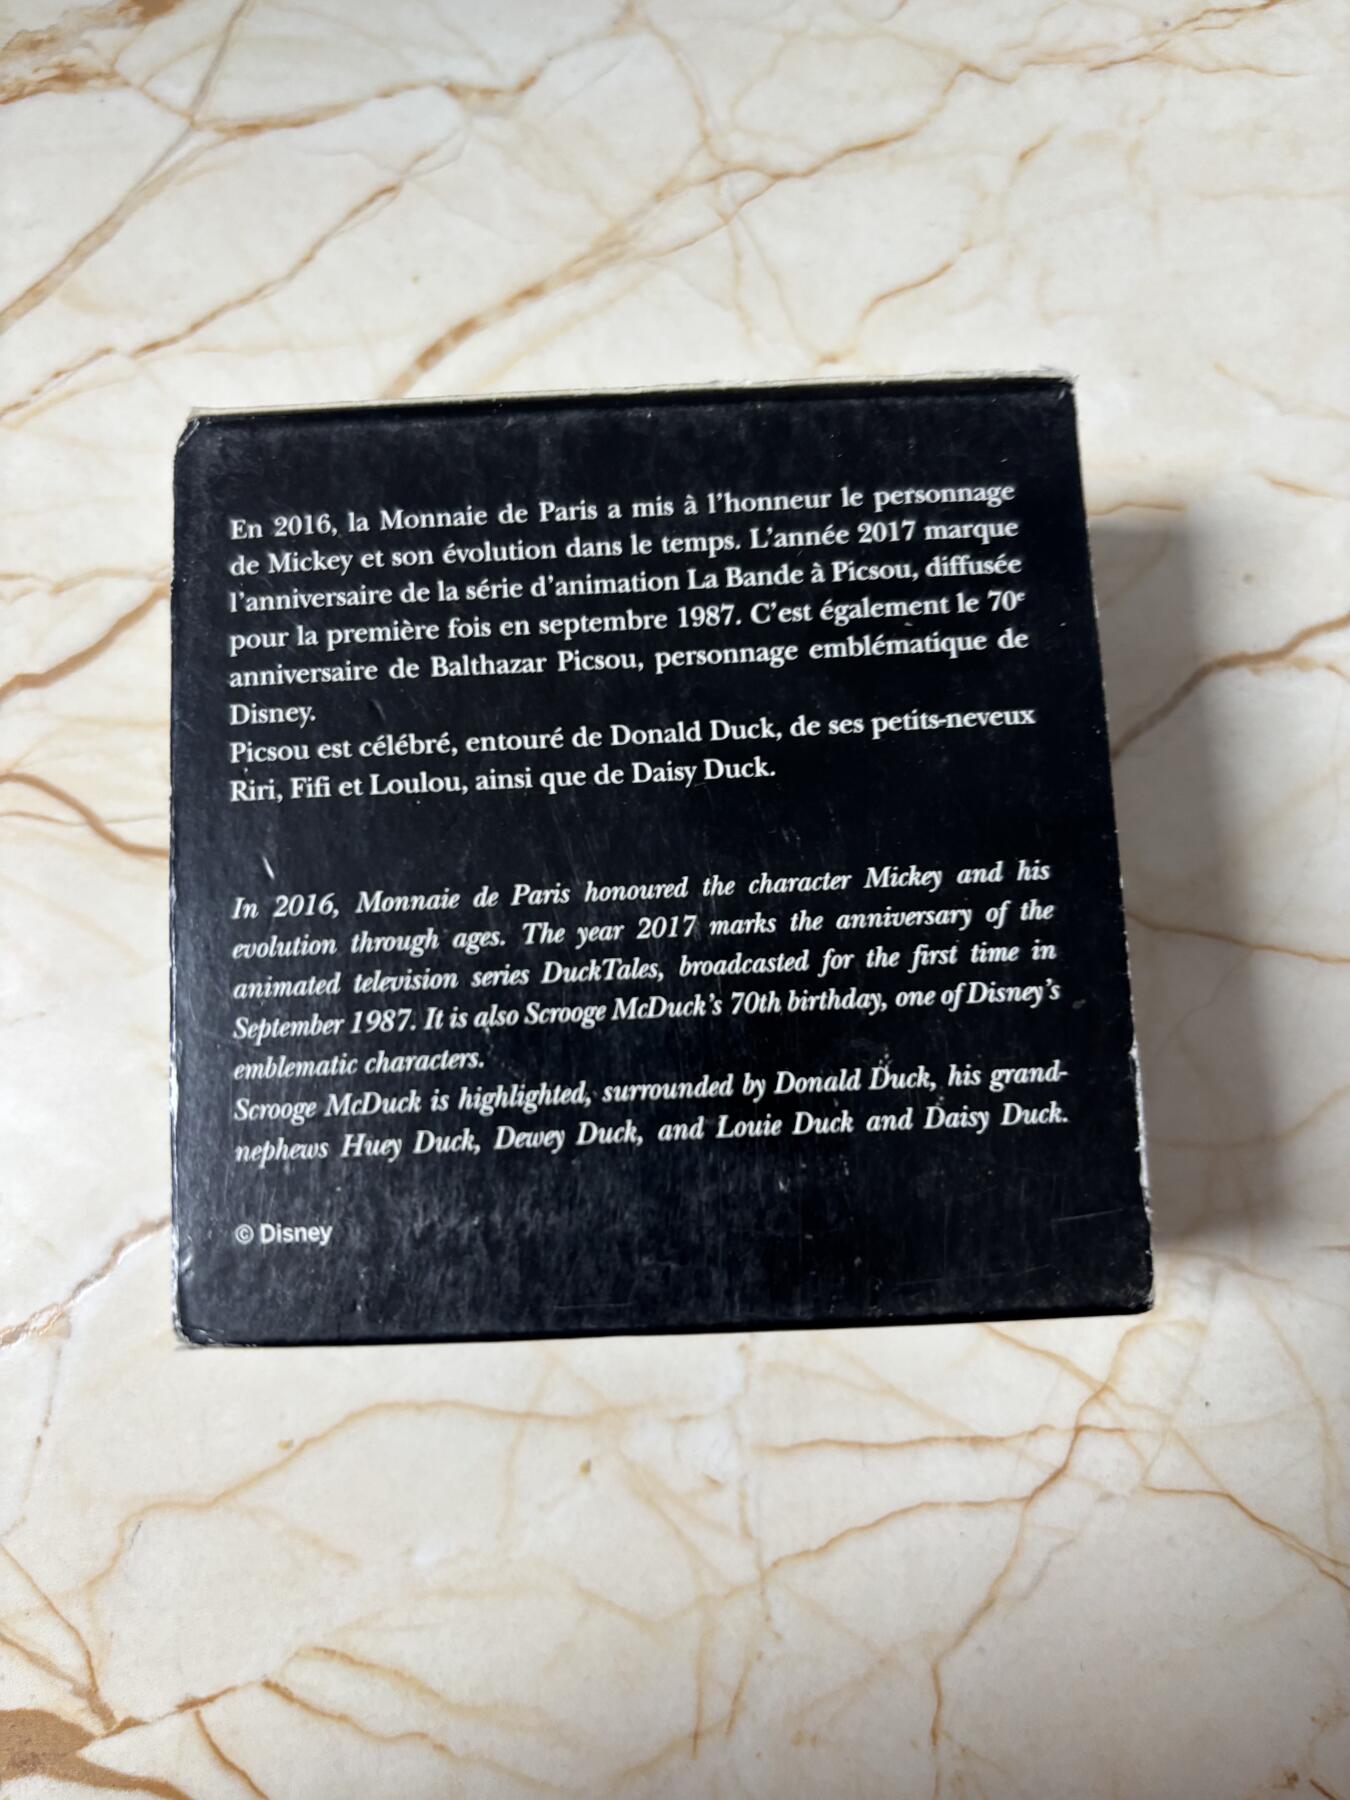 En 2016, la Monnaie de Paris a mis à l’honneur le personnage
de Mickey et son évolution dans le temps. L’année 2017 marque
l’anniversaire de la série d’animation La Bande à Picsou, diffusée
pour la première fois en septembre 1987. C’est également le 70e
anniversaire de Balthazar Picsou, personnage emblématique de
Disney.
Picsou est célébré, entouré de Donald Duck, de ses petits-neveux
Riri, Fifi et Loulou, ainsi que de Daisy Duck.
In 2016, Monnaie de Paris honoured the character Mickey and his
evolution through ages. The year 2017 marks the anniversary of the
animated television series DuckTales, broadcasted for the first time in
September 1987. It is also Scrooge McDuck’s 70th birthday, one of Disney’s
emblematic characters.
Scrooge McDuck is highlighted, surrounded by Donald Duck, his grand-
nephews Huey Duck, Dewey Duck, and Louie Duck and Daisy Duck.
© Disney